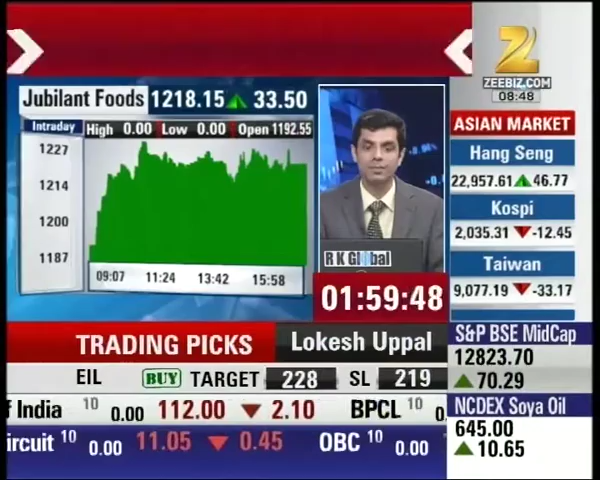 ZEEBIZ.COM
08:48
Jubilant Foods 1218.15 33.50
Intraday High 0.00 Low 0.00 Open 1192.55
1227
1214
1200
1187
09:07 11:24 13:42 15:58
R K Global
01:59:48
ASIAN MARKET
Hang Seng
22,957.61 46.77
Kospi
2,035.31 -12.45
Taiwan
9,077.19 -33.17
TRADING PICKS Lokesh Uppal
EIL BUY TARGET 228 SL 219
S&P BSE MidCap
12823.70
70.29
f India 10 0.00 112.00 2.10 BPCL 10 0.
NCDEX Soya Oil
645.00
10.65
ircuit 10 0.00 11.05 0.45 OBC 10 0.00